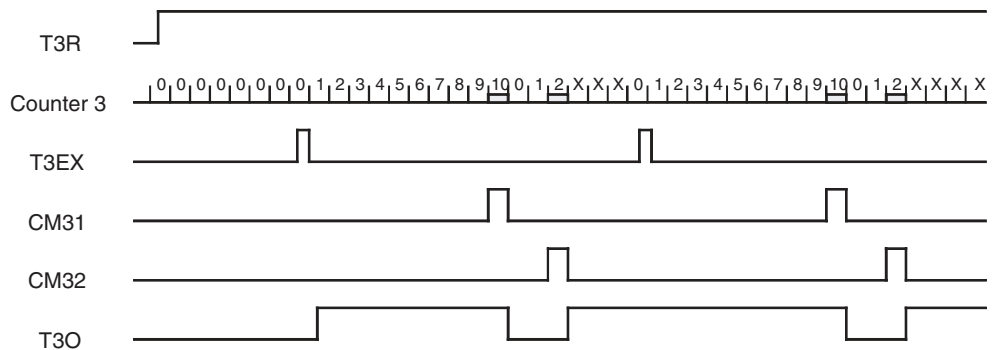 T3R
Counter 3 0 0 0 0 0 0 0 0 1 2 3 4 5 6 7 8 9 10 0 1 2 X X X 0 1 2 3 4 5 6 7 8 9 10 0 1 2 X X X X
T3EX
CM31
CM32
T3O